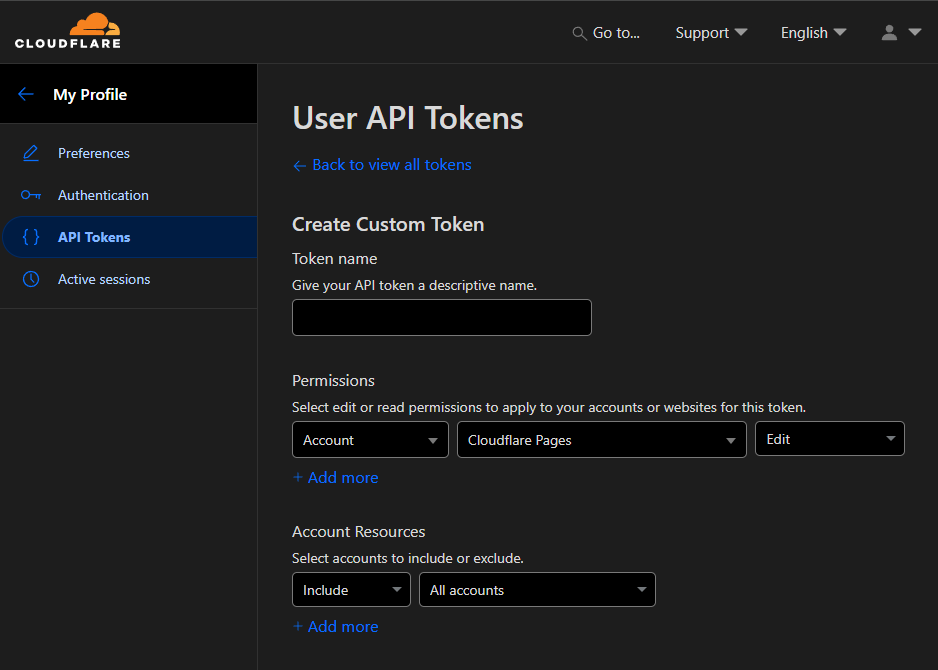 CLOUDFLARE
Go to...
Support
English
My Profile
Preferences
Authentication
API Tokens
Active sessions
User API Tokens
← Back to view all tokens
Create Custom Token
Token name
Give your API token a descriptive name.
Permissions
Select edit or read permissions to apply to your accounts or websites for this token.
Account Cloudflare Pages Edit
+ Add more
Account Resources
Select accounts to include or exclude.
Include All accounts
+ Add more